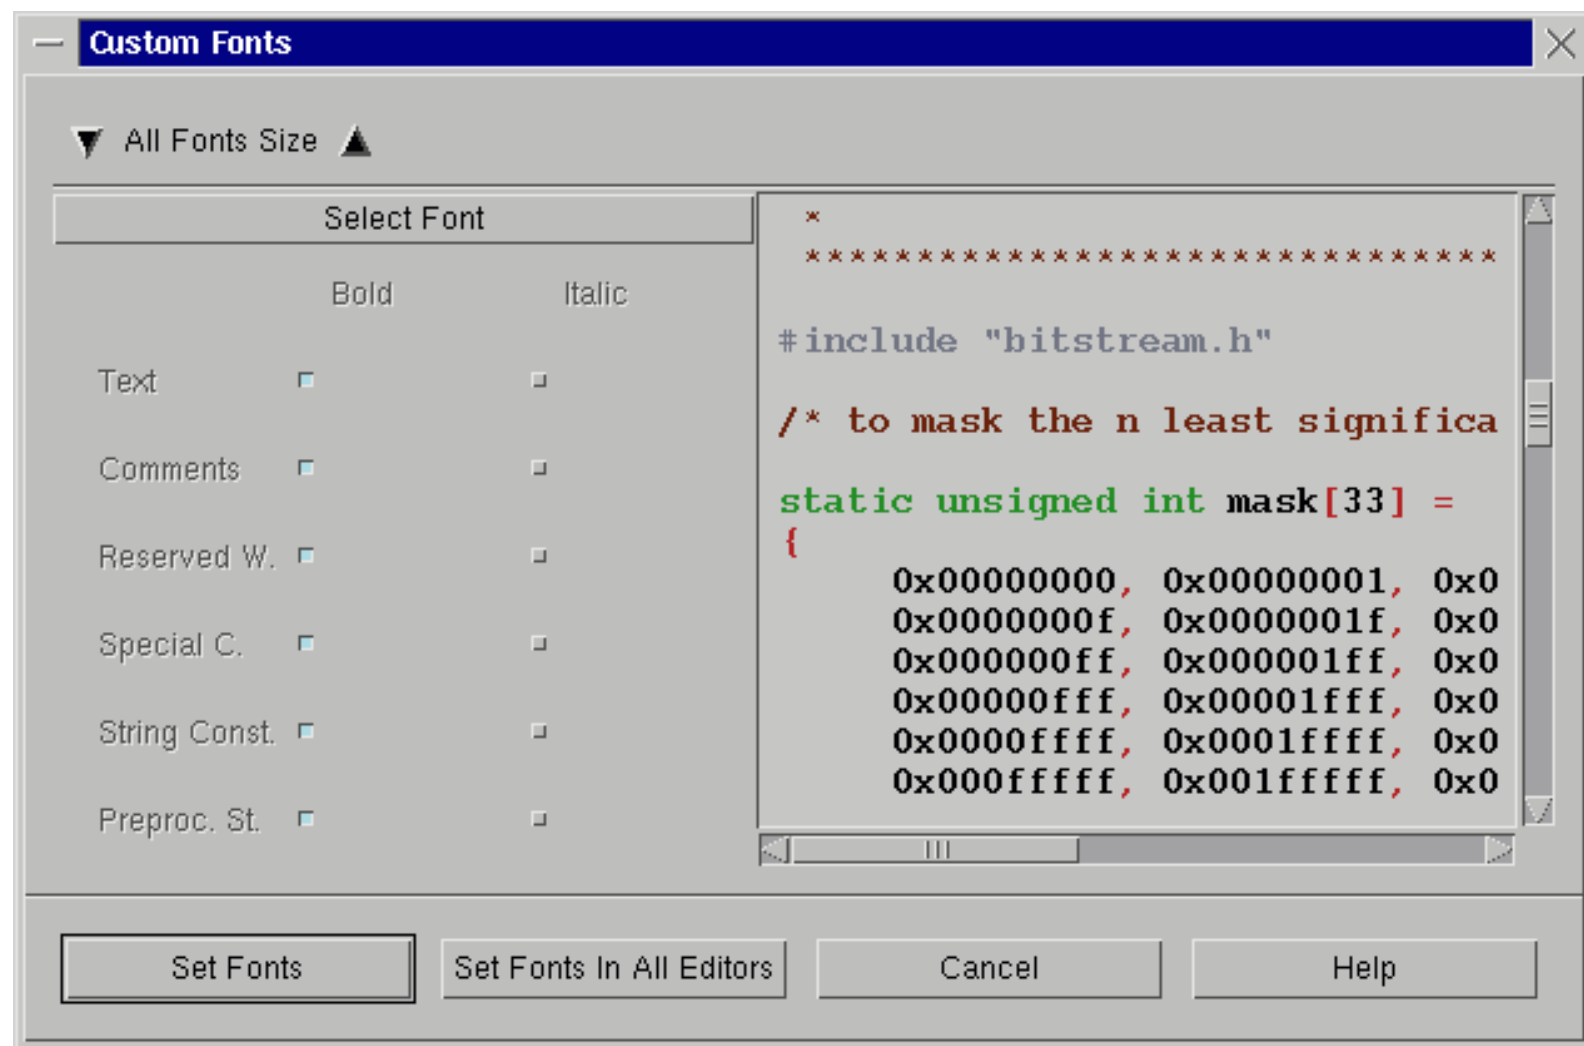 Custom Fonts
All Fonts Size
Select Font
Bold Italic
Text
Comments
Reserved W.
Special C.
String Const.
Preproc. St.
*
*******************************
#include "bitstream.h"
/* to mask the n least significa
static unsigned int mask[33] =
{
0x00000000, 0x00000001, 0x0
0x0000000f, 0x0000001f, 0x0
0x000000ff, 0x000001ff, 0x0
0x00000fff, 0x00001fff, 0x0
0x0000ffff, 0x0001ffff, 0x0
0x000fffff, 0x001fffff, 0x0
Set Fonts
Set Fonts In All Editors
Cancel
Help